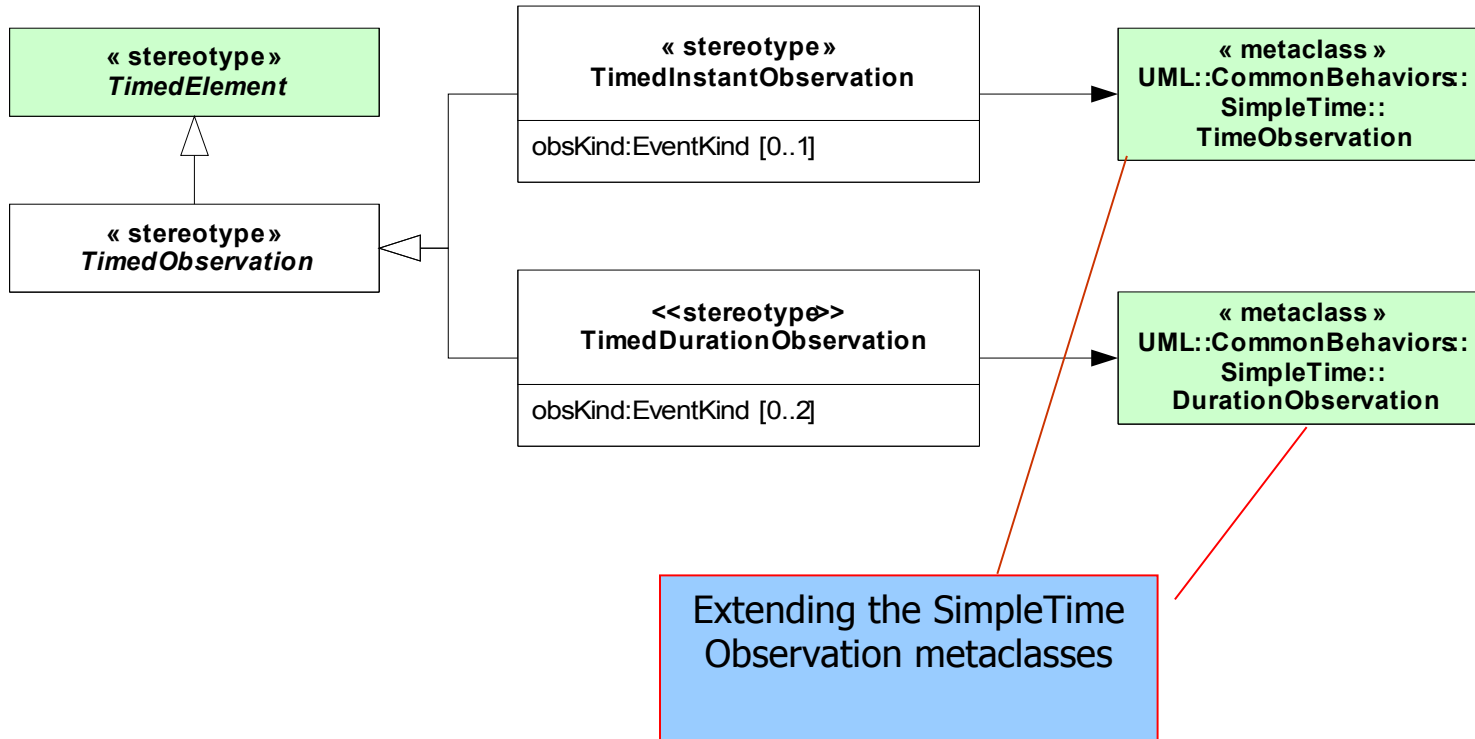 « stereotype»
TimedElement
« stereotype»
TimedObservation
« stereotype»
TimedInstantObservation
obsKind:EventKind [0..1]
<<stereotype>>
TimedDurationObservation
obsKind:EventKind [0..2]
« metaclass »
UML::CommonBehaviors::
SimpleTime::
TimeObservation
« metaclass »
UML::CommonBehaviors::
SimpleTime::
DurationObservation
Extending the SimpleTime
Observation metaclasses